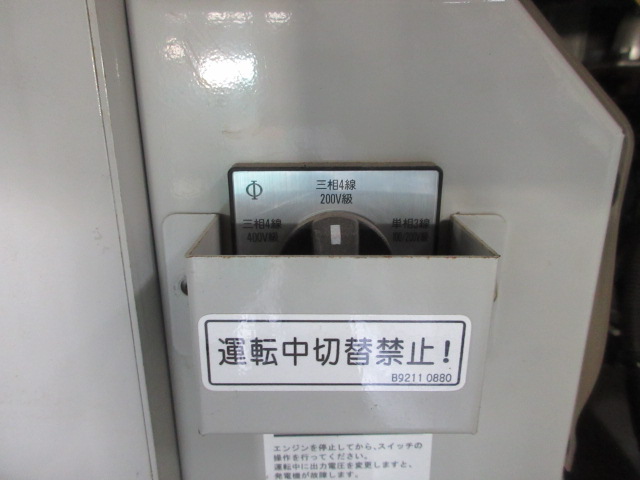 三相4線
200V級
三相4線
400V級
単相3線
運転中切替禁止!
B9211 0880
エンジンを停止してから、スイッチの
操作を行ってください。
運転中に出力電圧を変更しますと、
発電機が故障します。